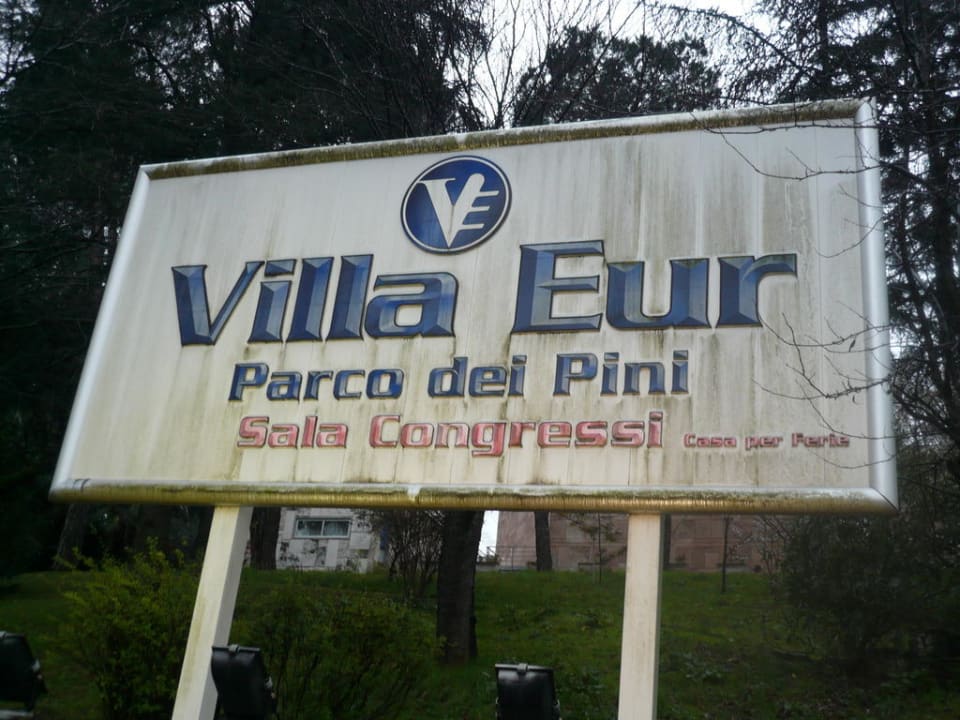 VE
Villa Eur
Parco dei Pini
Sala Congressi Casa per Ferie